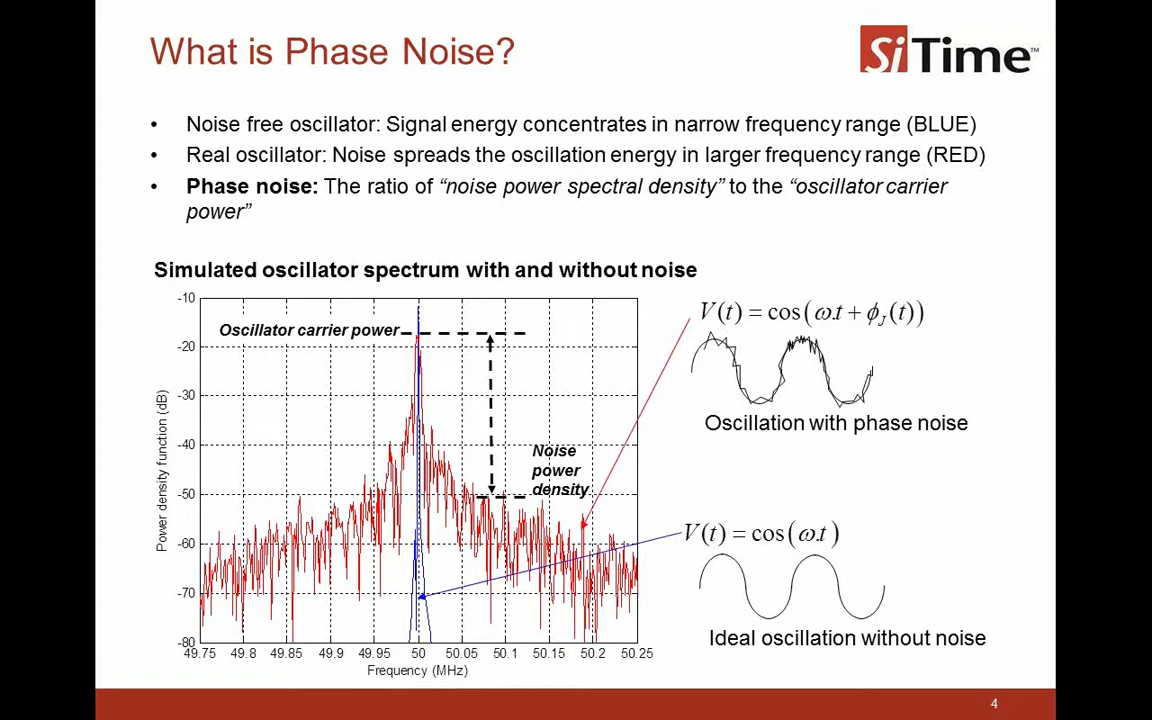 What is Phase Noise?
SiTime™
• Noise free oscillator: Signal energy concentrates in narrow frequency range (BLUE)
• Real oscillator: Noise spreads the oscillation energy in larger frequency range (RED)
• Phase noise: The ratio of “noise power spectral density” to the “oscillator carrier
power”
Simulated oscillator spectrum with and without noise
-10
-20
-30
-40
-50
-60
-70
-80
Power density function (dB)
Oscillator carrier power
Noise
power
density
49.75 49.8 49.85 49.9 49.95 50 50.05 50.1 50.15 50.2 50.25
Frequency (MHz)
V(t) = cos(ω.t + ϕJ(t))
Oscillation with phase noise
V(t) = cos(ω.t)
Ideal oscillation without noise
4